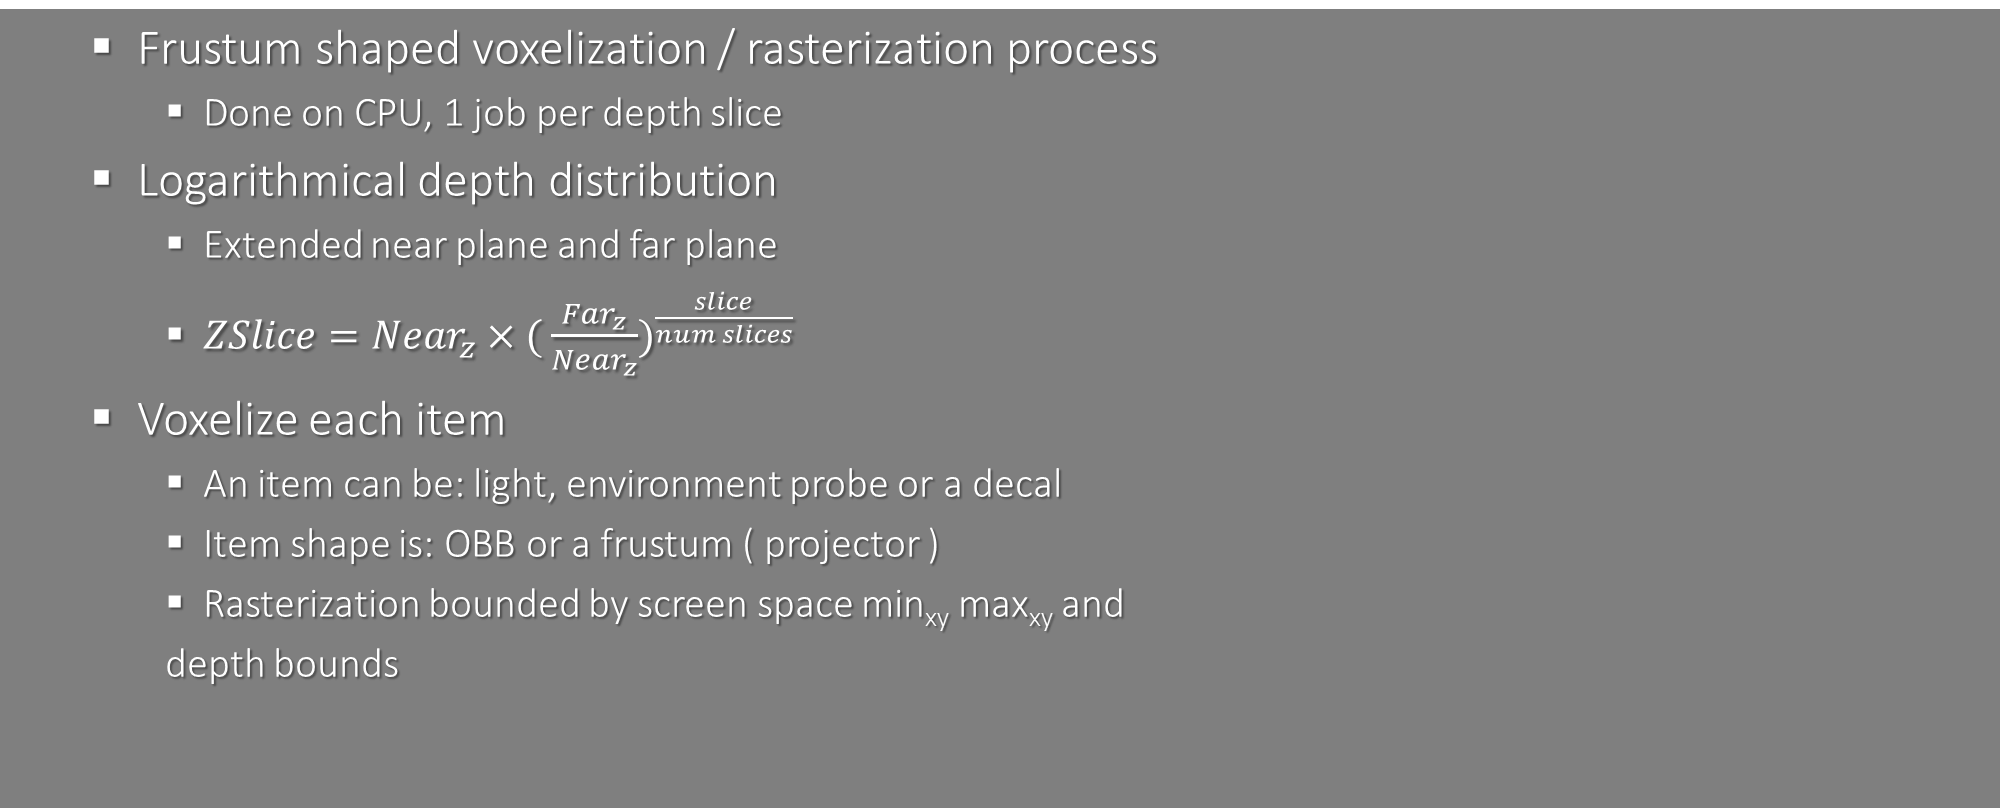 ▪ Frustum shaped voxelization / rasterization process
▪ Done on CPU, 1 job per depth slice
▪ Logarithmical depth distribution
▪ Extended near plane and far plane
▪ ZSlice = Near_z × (Far_z / Near_z)^(slice / num slices)
▪ Voxelize each item
▪ An item can be: light, environment probe or a decal
▪ Item shape is: OBB or a frustum ( projector )
▪ Rasterization bounded by screen space min_xy max_xy and
depth bounds